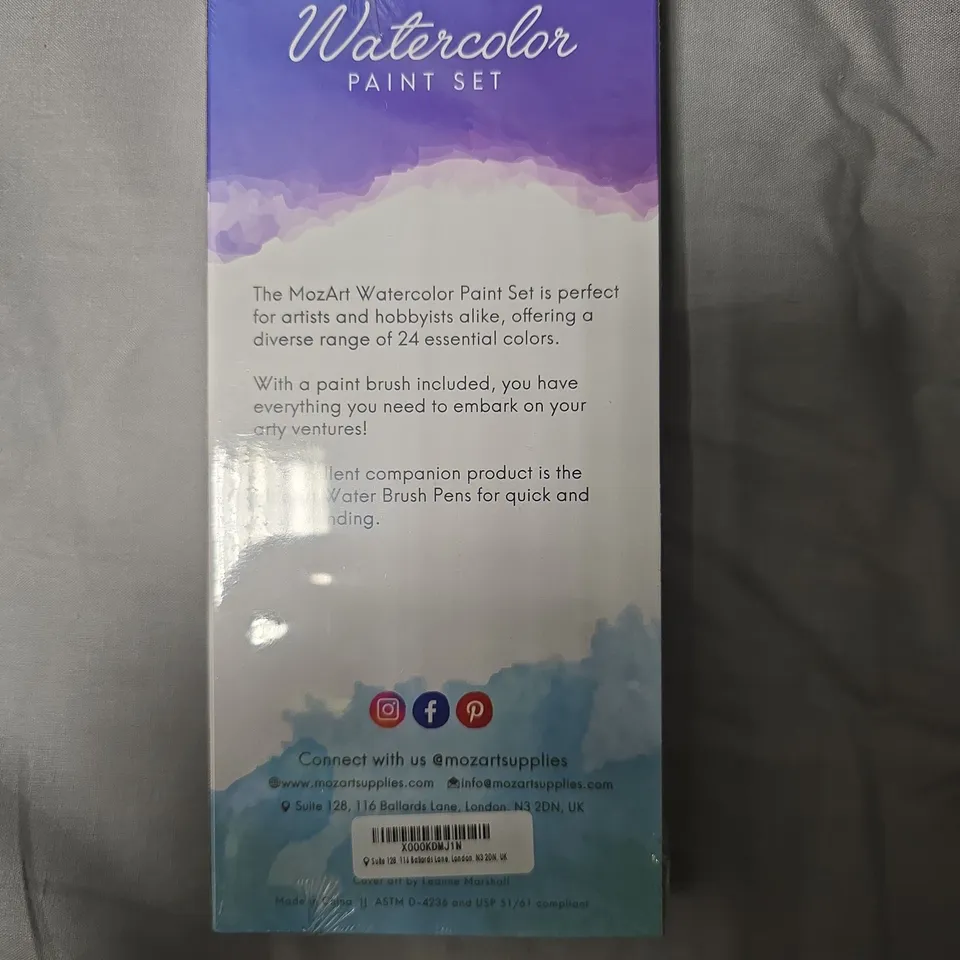 Watercolor
PAINT SET
The MozArt Watercolor Paint Set is perfect
for artists and hobbyists alike, offering a
diverse range of 24 essential colors.
With a paint brush included, you have
everything you need to embark on your
arty ventures!
companion product is the
Water Brush Pens for quick and
Connect with us @mozartsupplies
www.mozartsupplies.com info@mozartsupplies.com
Suite 128, 116 Ballards Lane, London, N3 2DN, UK
X000KDMJ1N
Suite 128, 116 Ballards Lane, London, N3 2DN, UK
Cover art by Leanne Marshall
Made in China || ASTM D-4236 and USP 51/61 compliant